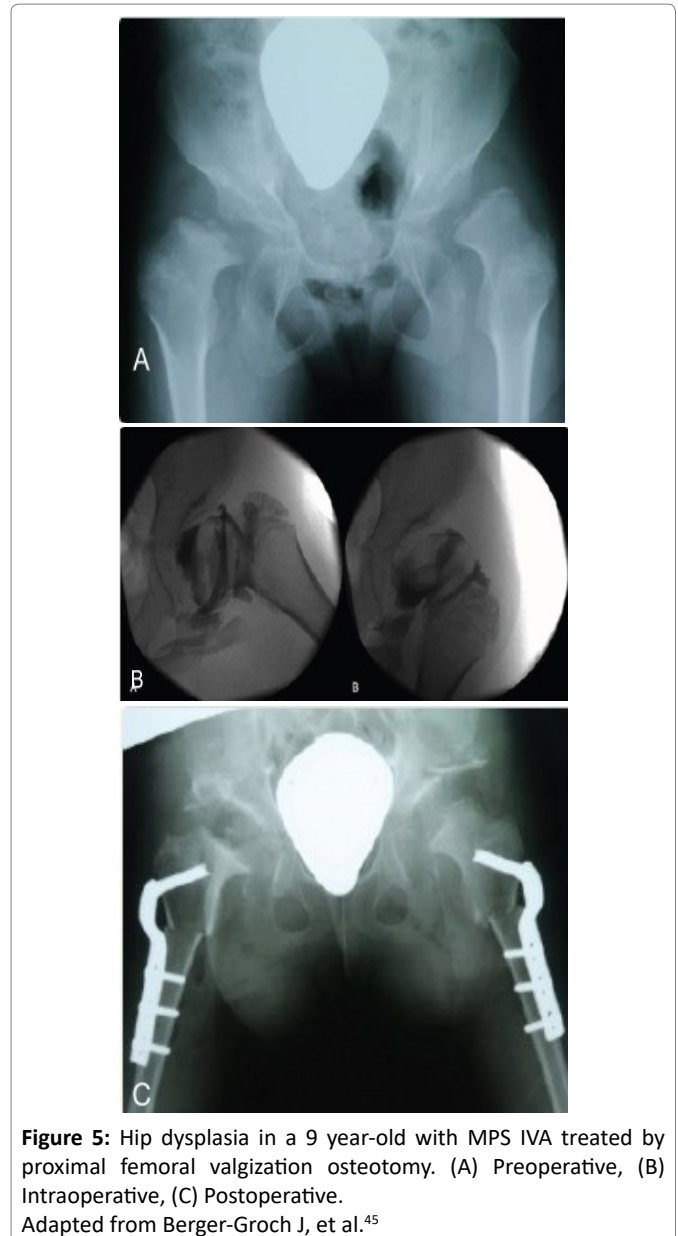 A
B
A
B
C
Figure 5: Hip dysplasia in a 9 year-old with MPS IVA treated by
proximal femoral valgization osteotomy. (A) Preoperative, (B)
Intraoperative, (C) Postoperative.
Adapted from Berger-Groch J, et al.45